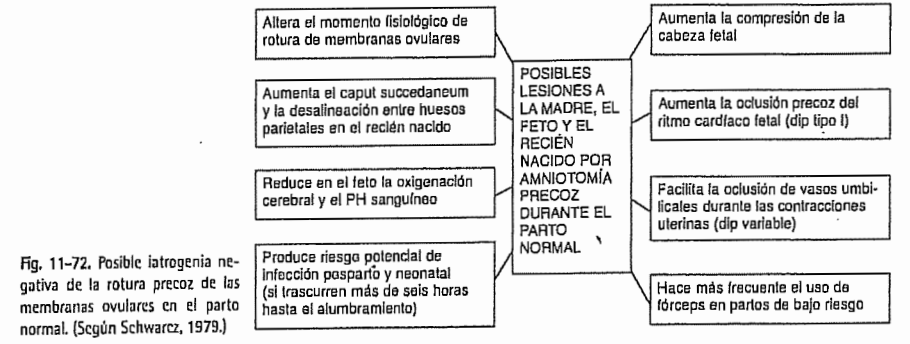 Altera el momento fisiológico de
rotura de membranas ovulares
Aumenta el caput succedaneum
y la desalineación entre huesos
parietales en el recién nacido
Reduce en el feto la oxigenación
cerebral y el PH sanguíneo
Produce riesgo potencial de
infección posparto y neonatal
(si trascurren más de seis horas
hasta el alumbramiento)
POSIBLES
LESIONES A
LA MADRE, EL
FETO Y EL
RECIÉN
NACIDO POR
AMNIOTOMÍA
PRECOZ
DURANTE EL
PARTO
NORMAL
Aumenta la compresión de la
cabeza fetal
Aumenta la oclusión precoz del
ritmo cardíaco fetal (dip tipo I)
Facilita la oclusión de vasos umbi-
licales durante las contracciones
uterinas (dip variable)
Hace más frecuente el uso de
fórceps en partos de bajo riesgo
Fig. 11-72. Posible iatrogenia ne-
gativa de la rotura precoz de las
membranas ovulares en el parto
normal. (Según Schwarcz, 1979.)